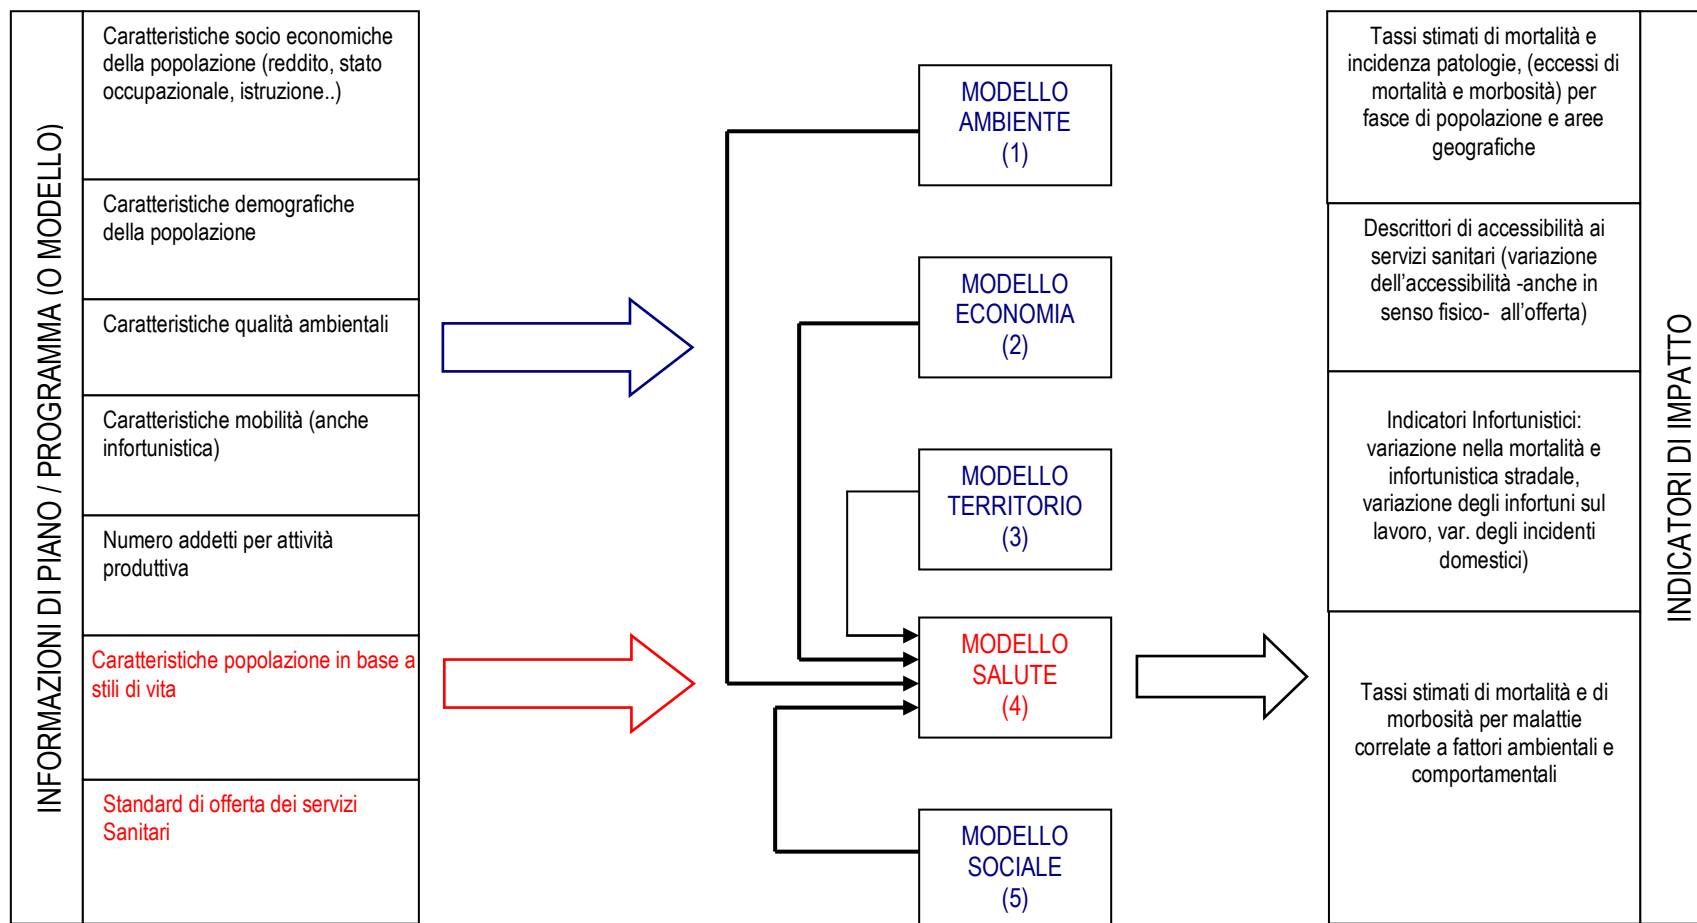 INFORMAZIONI DI PIANO / PROGRAMMA (O MODELLO)
Caratteristiche socio economiche
della popolazione (reddito, stato
occupazionale, istruzione..)
Caratteristiche demografiche
della popolazione
Caratteristiche qualità ambientali
Caratteristiche mobilità (anche
infortunistica)
Numero addetti per attività
produttiva
Caratteristiche popolazione in base a
stili di vita
Standard di offerta dei servizi
Sanitari
MODELLO
AMBIENTE
(1)
MODELLO
ECONOMIA
(2)
MODELLO
TERRITORIO
(3)
MODELLO
SALUTE
(4)
MODELLO
SOCIALE
(5)
Tassi stimati di mortalità e
incidenza patologie, (eccessi di
mortalità e morbosità) per
fasce di popolazione e aree
geografiche
Descrittori di accessibilità ai
servizi sanitari (variazione
dell'accessibilità -anche in
senso fisico- all'offerta)
Indicatori Infortunistici:
variazione nella mortalità e
infortunistica stradale,
variazione degli infortuni sul
lavoro, var. degli incidenti
domestici)
Tassi stimati di mortalità e di
morbosità per malattie
correlate a fattori ambientali e
comportamentali
INDICATORI DI IMPATTO